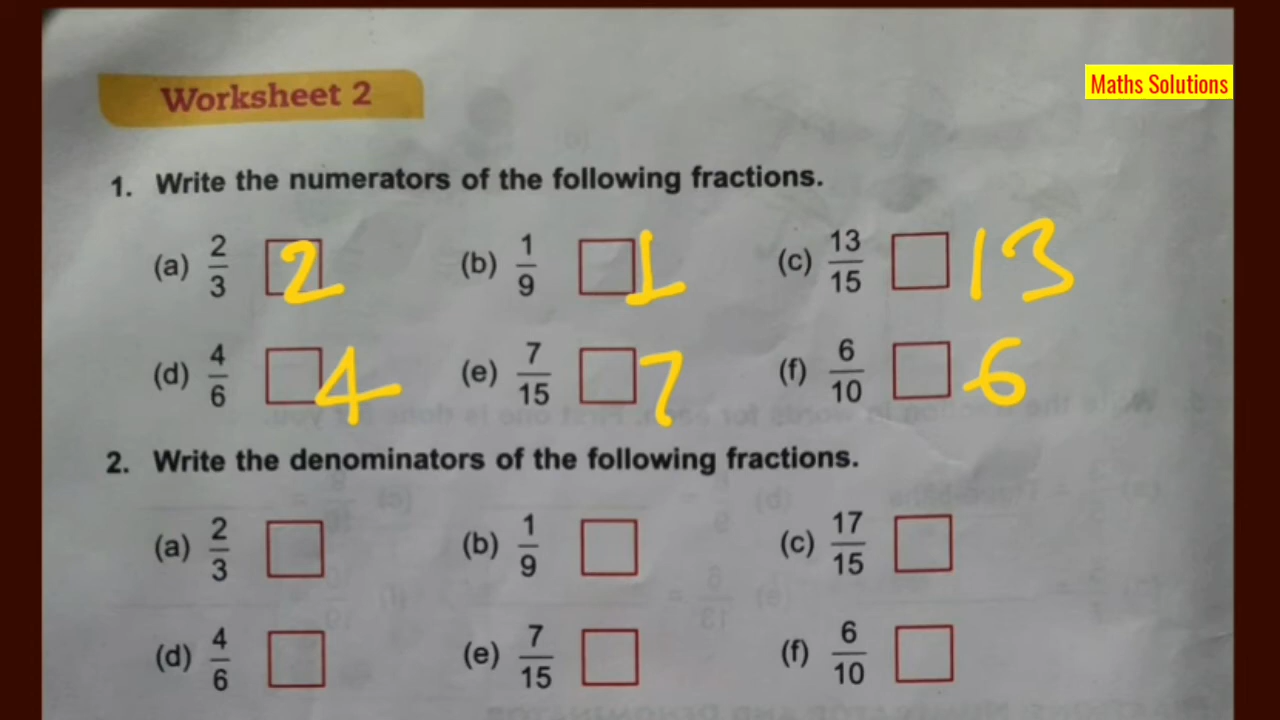 Worksheet 2
Maths Solutions
1. Write the numerators of the following fractions.
(a) 2/3 2 (b) 1/9 1 (c) 13/15 13
(d) 4/6 4 (e) 7/15 7 (f) 6/10 6
2. Write the denominators of the following fractions.
(a) 2/3 (b) 1/9 (c) 17/15
(d) 4/6 (e) 7/15 (f) 6/10